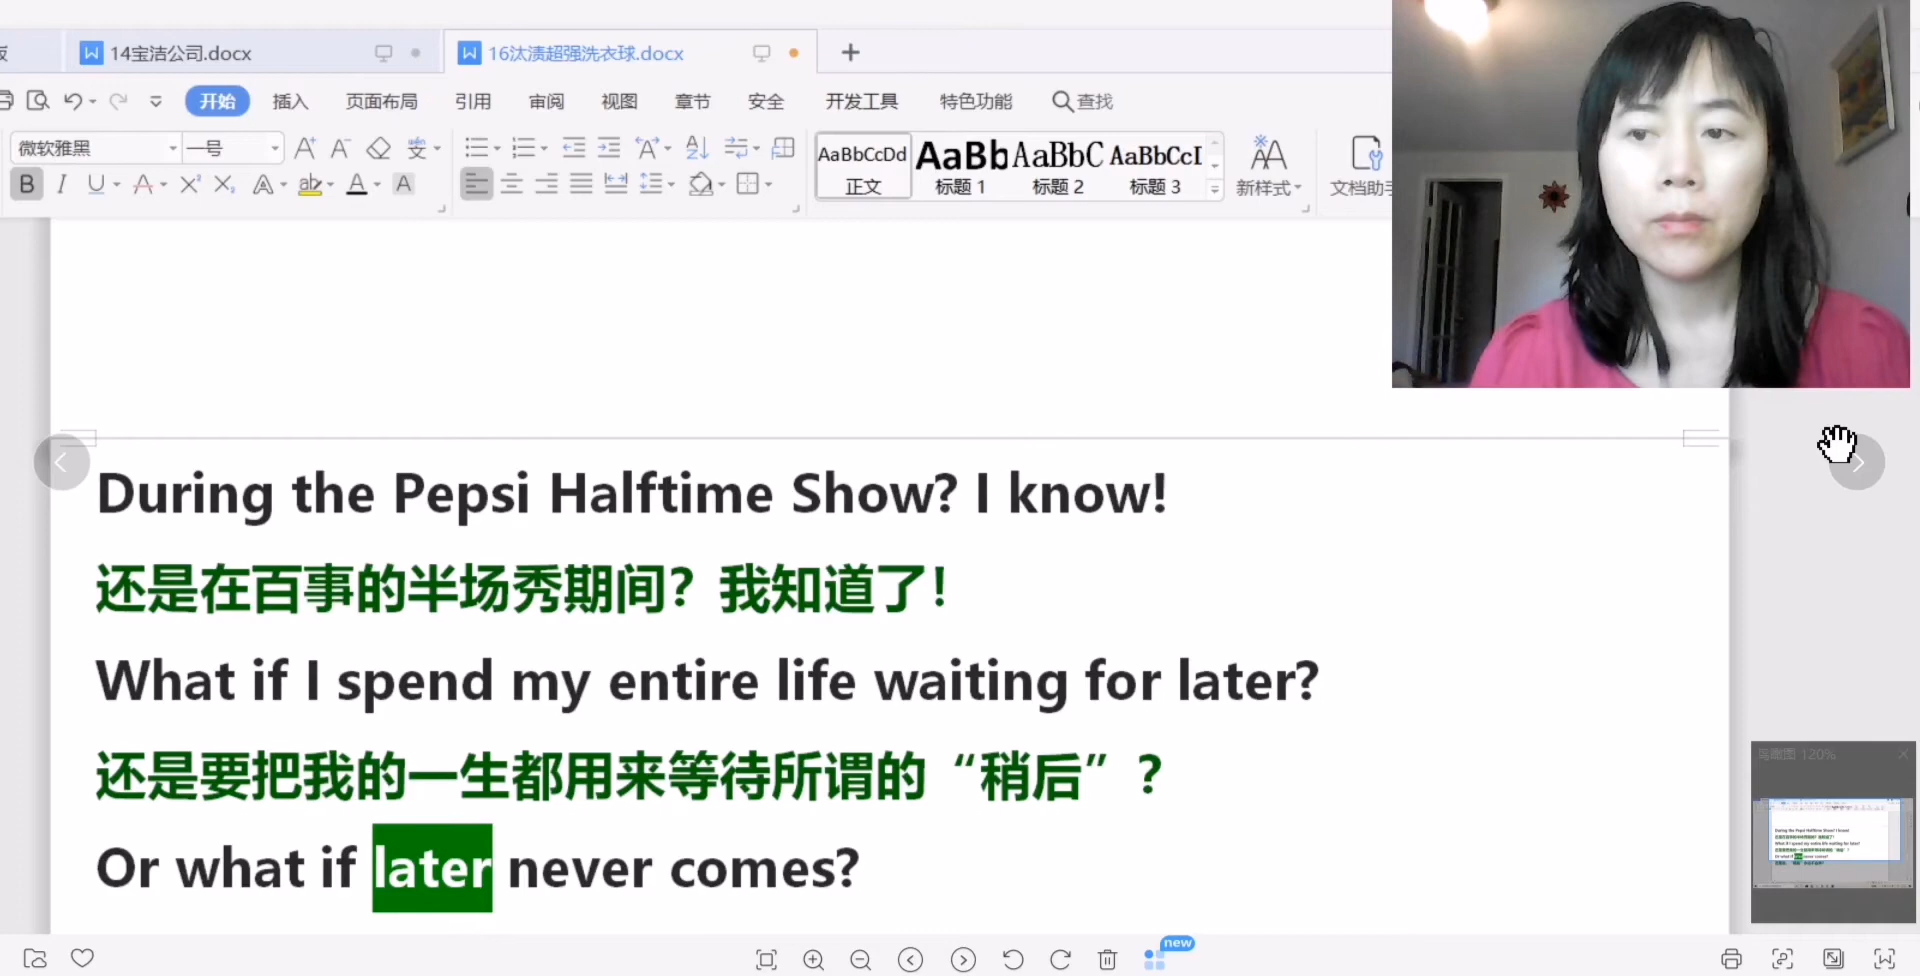 14宝洁公司.docx
16汰渍超强洗衣球.docx
开始 插入 页面布局 引用 审阅 视图 章节 安全 开发工具 特色功能 查找
微软雅黑 一号
AaBbCcDd AaBb AaBbC AaBbCcI
正文 标题 1 标题 2 标题 3 新样式 文档助手
During the Pepsi Halftime Show? I know!
还是在百事的半场秀期间？我知道了！
What if I spend my entire life waiting for later?
还是要把我的一生都用来等待所谓的“稍后”？
Or what if later never comes?
鸟瞰图 120%
new